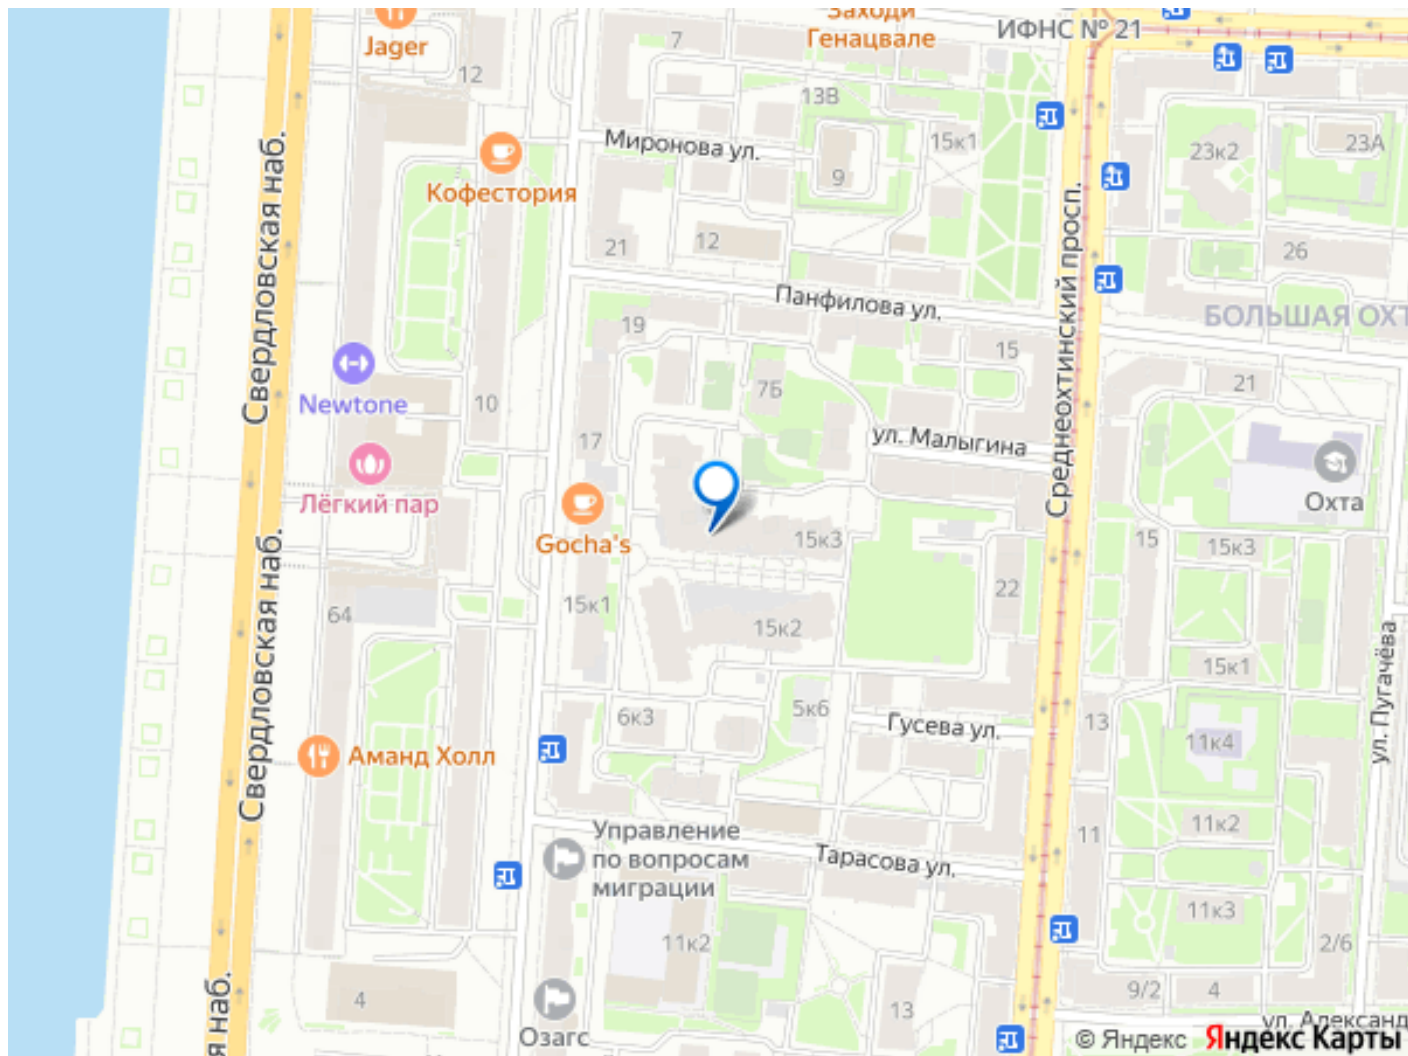 Заходи
Генацвале
ИФНС № 21
Jager
7
12
13В
15к1
23к2
23А
Миронова ул.
Кофестория
9
Свердловская наб.
21
12
26
Панфилова ул.
Среднеохтинский просп.
БОЛЬШАЯ ОХТ
19
15
7Б
21
Newtone
10
17
ул. Малыгина
Лёгкий пар
Охта
Gocha's
15к3
15
15к3
Свердловская наб.
64
15к1
22
15к2
15к1
ул. Пугачёва
6к3
5к6
Гусева ул.
13
11к4
Аманд Холл
Управление
по вопросам
миграции
Тарасова ул.
11
11к2
11к3
11к2
2/6
4
13
9/2
4
я наб.
Озагс
ул. Александ
© Яндекс Яндекс Карты